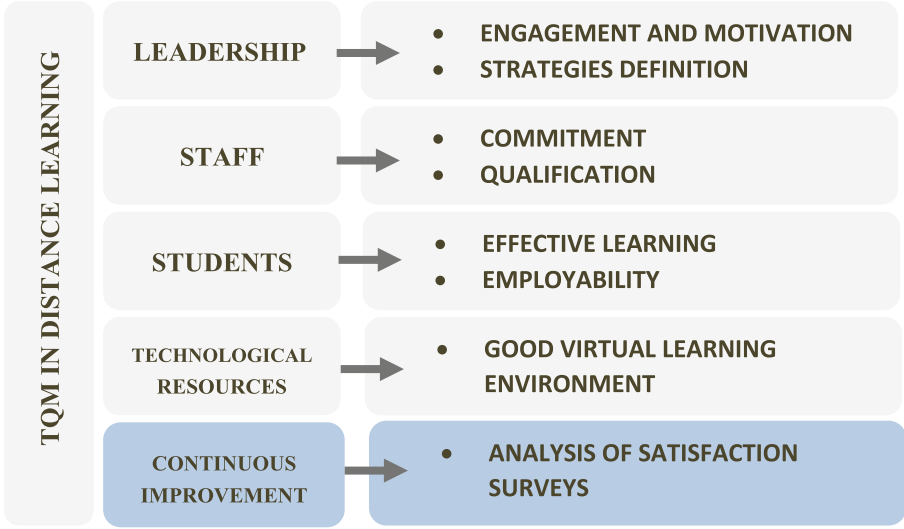 TQM IN DISTANCE LEARNING
LEADERSHIP
• ENGAGEMENT AND MOTIVATION
• STRATEGIES DEFINITION
STAFF
• COMMITMENT
• QUALIFICATION
STUDENTS
• EFFECTIVE LEARNING
• EMPLOYABILITY
TECHNOLOGICAL
RESOURCES
• GOOD VIRTUAL LEARNING
ENVIRONMENT
CONTINUOUS
IMPROVEMENT
• ANALYSIS OF SATISFACTION
SURVEYS